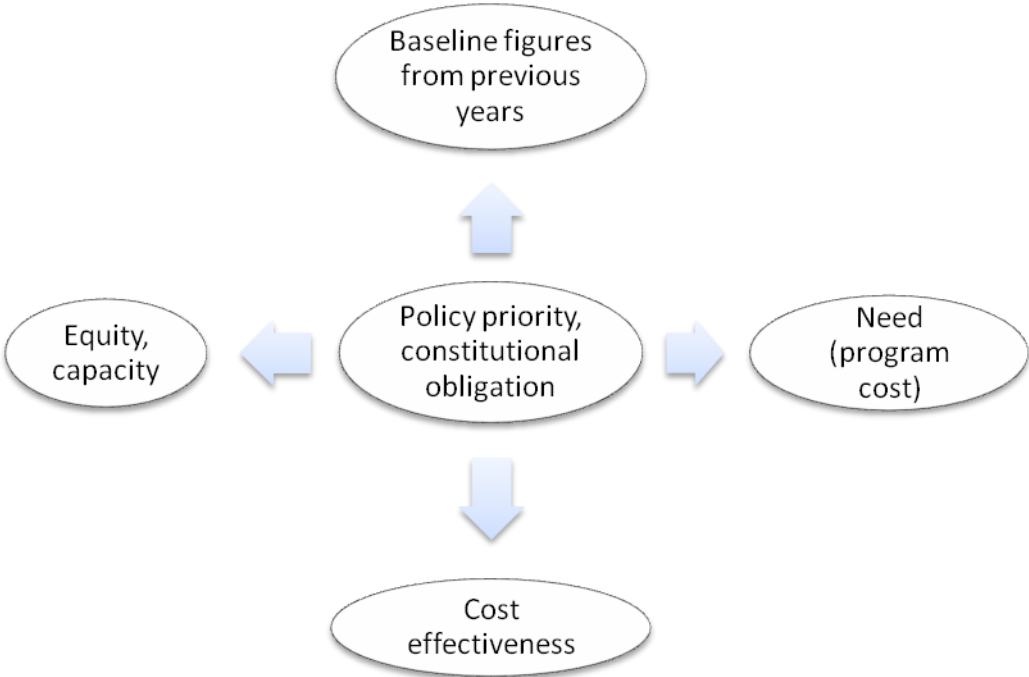 Baseline figures
from previous
years
Equity,
capacity
Policy priority,
constitutional
obligation
Need
(program
cost)
Cost
effectiveness